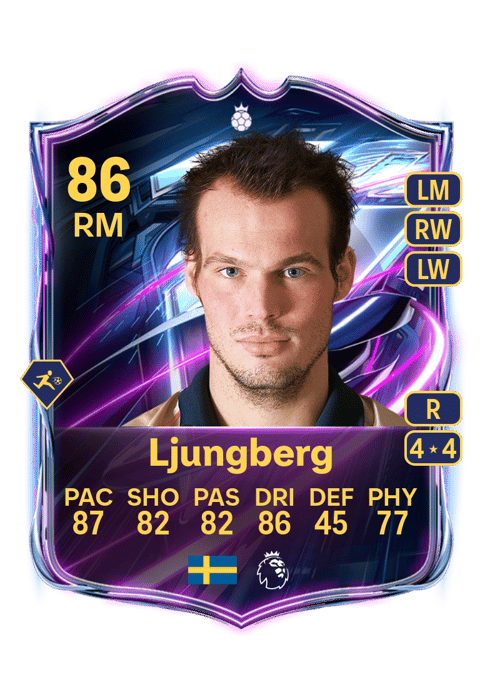 86
RM
LM
RW
LW
R
4★4
Ljungberg
PAC SHO PAS DRI DEF PHY
87 82 82 86 45 77